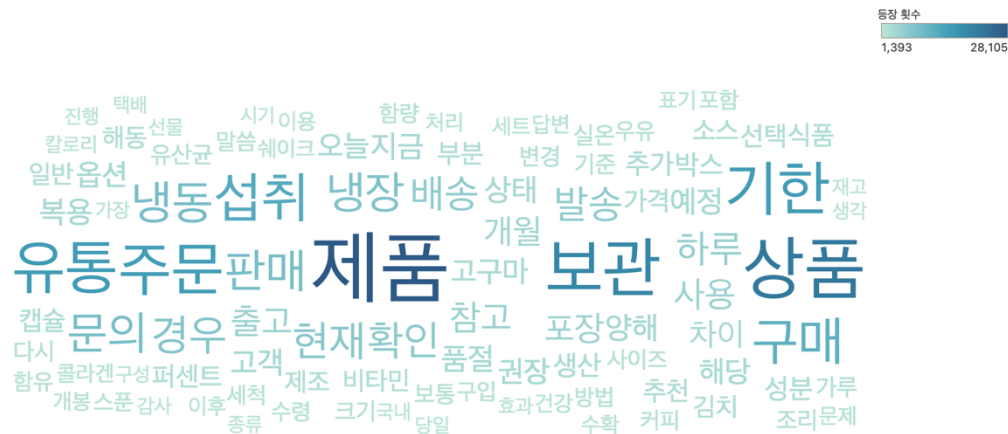 등장 횟수
1,393 28,105
표기 포함
택배 시기 이용 함량 처리
진행 선물 말씀 세트 답변 실온 우유 소스 선택 식품
칼로리 해동 유산균 쉐이크 오늘 지금 부분 변경 기준 추가 박스
일반 옵션 냉동 섭취 냉장 배송 상태 발송 가격 예정 기한 재고
복용 가장 생각
개월 하루
유통 주문 판매 제품 고구마 보관 상품
사용
캡슐 문의 경우 출고 현재 확인 참고 포장 양해 차이 구매
다시 고객 품절 권장 생산 사이즈 해당
함유 콜라겐 구성 퍼센트 제조 비타민 성분 가루
개봉 스푼 감사 이후 세척 보통 구입 효과 건강 방법 추천 김치
종류 수령 크기 국내 당일 수확 커피 조리 문제